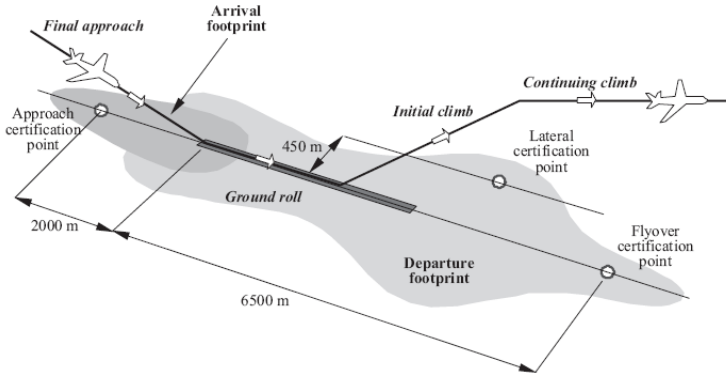 Final approach
Arrival
footprint
Continuing climb
Approach
certification
point
Initial climb
450 m
Lateral
certification
point
Ground roll
2000 m
Flyover
certification
point
Departure
footprint
6500 m